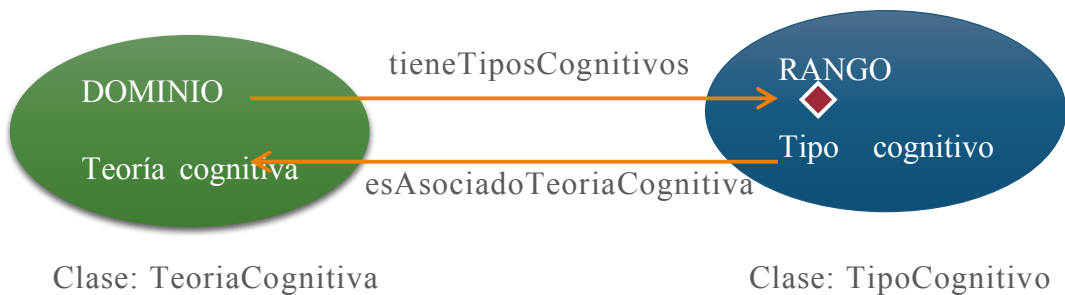 tieneTiposCognitivos
DOMINIO
RANGO
Teoría cognitiva
Tipo cognitivo
esAsociadoTeoriaCognitiva
Clase: TeoriaCognitiva
Clase: TipoCognitivo